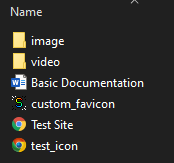 Name
image
video
Basic Documentation
custom_favicon
Test Site
test_icon